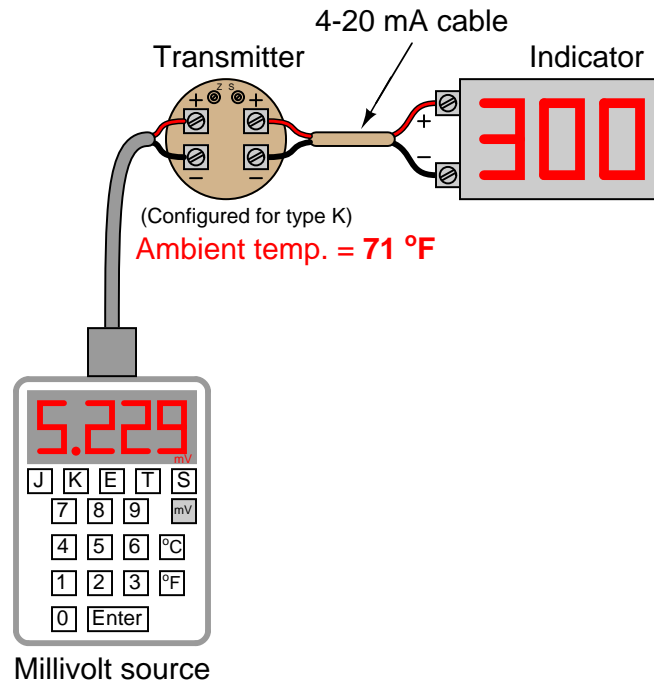 4-20 mA cable
Transmitter
Indicator
Z S
+ +
+
300
− −
−
(Configured for type K)
Ambient temp. = 71 °F
5.229
mV
J K E T S
7 8 9 mV
4 5 6 °C
1 2 3 °F
0 Enter
Millivolt source